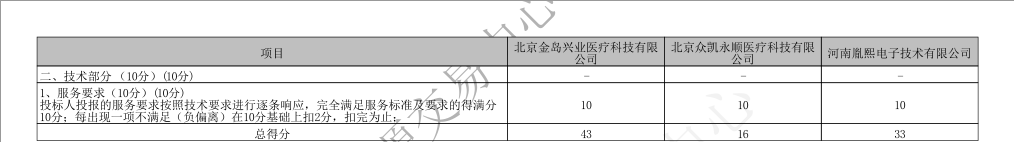 项目
北京金岛兴业医疗科技有限
公司
北京众凯永顺医疗科技有限
公司
河南胤熙电子技术有限公司
二、技术部分（10分）(10分)
-
-
-
1、服务要求（10分）(10分)
投标人投报的服务要求按照技术要求进行逐条响应，完全满足服务标准及要求的得满分
10分；每出现一项不满足（负偏离）在10分基础上扣2分，扣完为止；
10
10
10
总得分
43
16
33
源交易
中心
中心